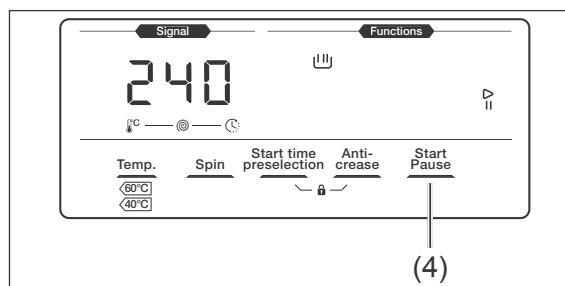 Signal Functions
240
°C
Temp. Spin Start time preselection Anti-crease Start Pause
60°C
40°C
(4)